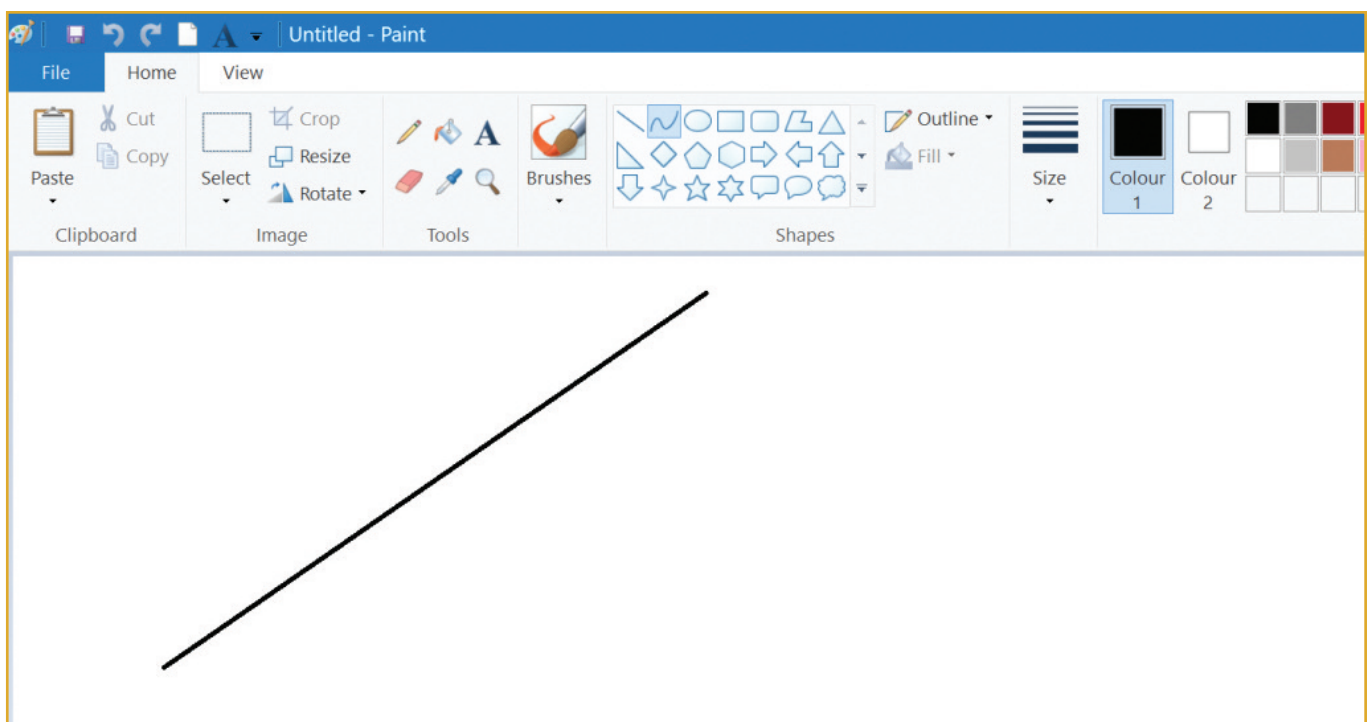 Untitled - Paint
File Home View
Paste
Cut
Copy
Clipboard
Select
Crop
Resize
Rotate
Image
A
Tools
Brushes
Outline
Fill
Shapes
Size
Colour
1
Colour
2